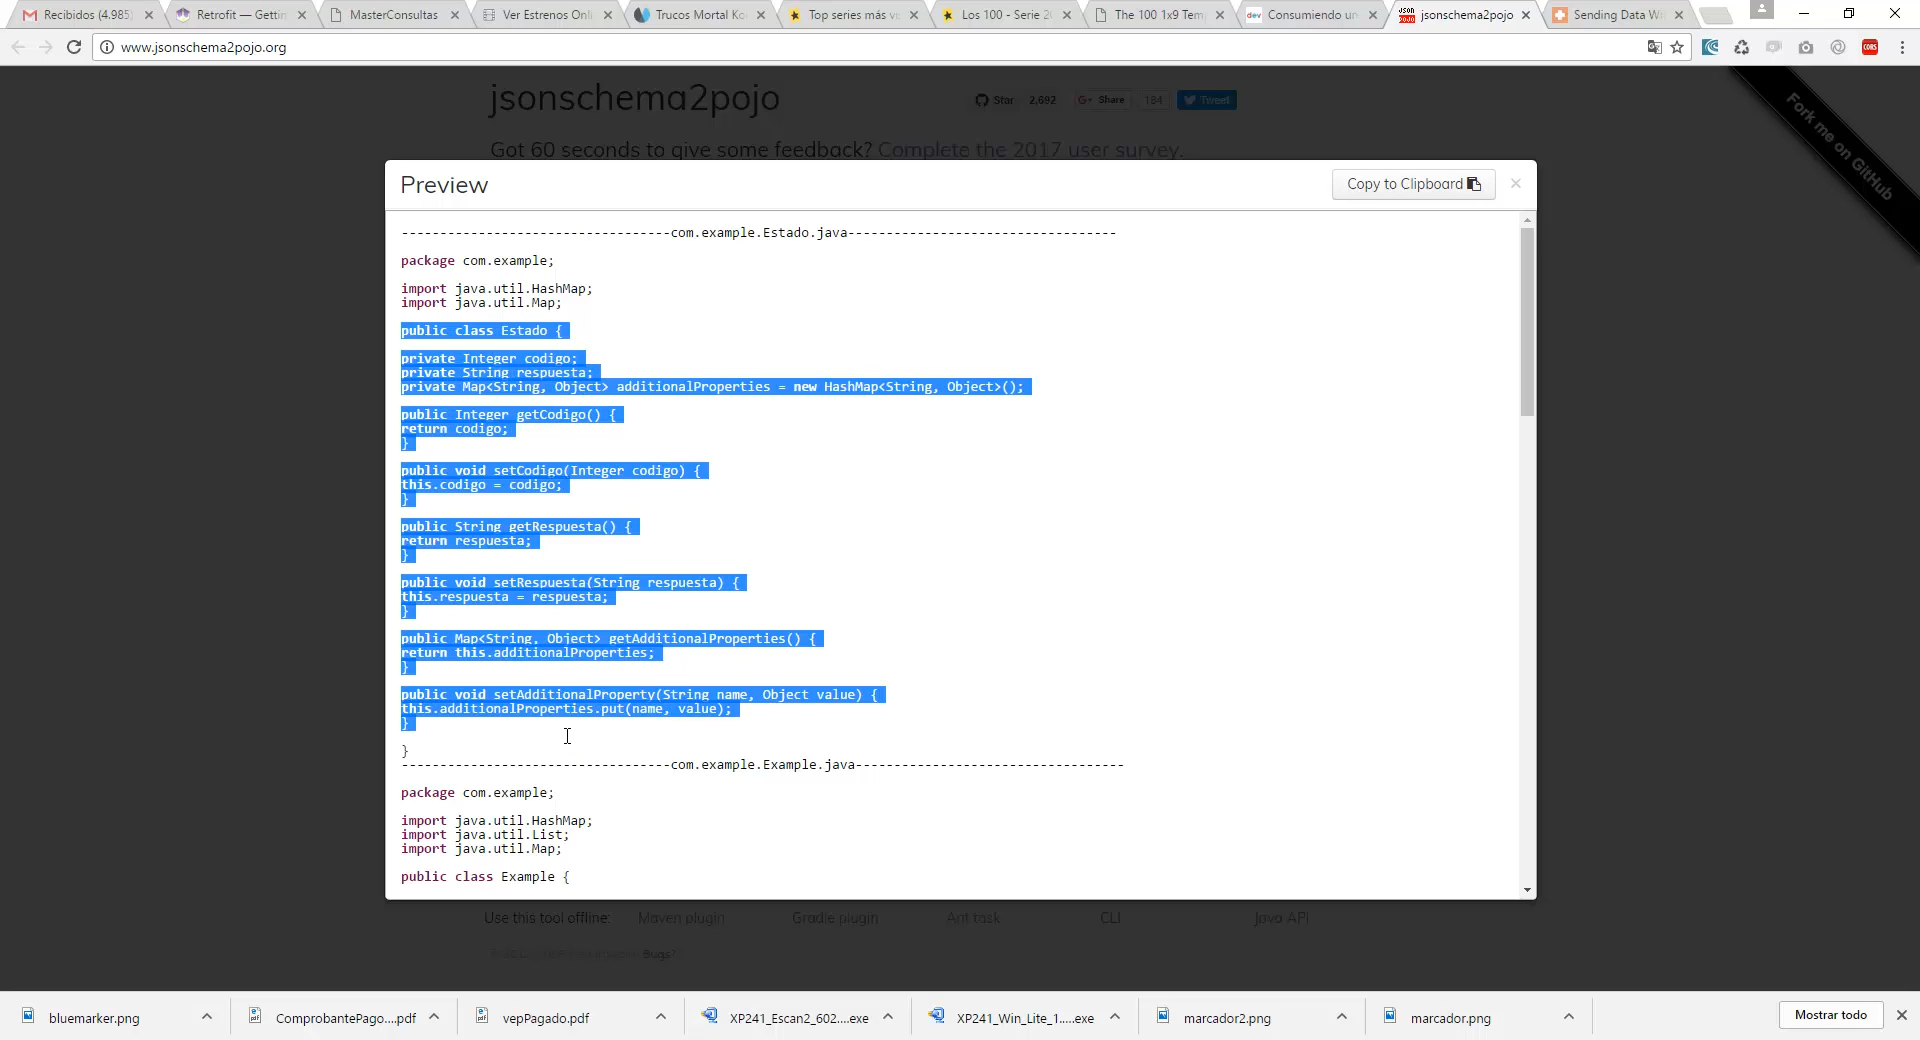 Recibidos (4.985
Retrofit — Gettin
MasterConsultas
Ver Estrenos Onli
Trucos Mortal Ko
Top series más v
Los 100 - Serie 20
The 100 1x9 Tem
Consumiendo un
jsonschema2pojo
Sending Data Wi
www.jsonschema2pojo.org
jsonschema2pojo
Star 2,692
G+ Share 184
Tweet
Fork me on GitHub
Got 60 seconds to give some feedback? Complete the 2017 user survey.
Preview
Copy to Clipboard
-----------------------------------com.example.Estado.java-----------------------------------
package com.example;
import java.util.HashMap;
import java.util.Map;
public class Estado {
private Integer codigo;
private String respuesta;
private Map<String, Object> additionalProperties = new HashMap<String, Object>();
public Integer getCodigo() {
return codigo;
}
public void setCodigo(Integer codigo) {
this.codigo = codigo;
}
public String getRespuesta() {
return respuesta;
}
public void setRespuesta(String respuesta) {
this.respuesta = respuesta;
}
public Map<String, Object> getAdditionalProperties() {
return this.additionalProperties;
}
public void setAdditionalProperty(String name, Object value) {
this.additionalProperties.put(name, value);
}
}
-----------------------------------com.example.Example.java-----------------------------------
package com.example;
import java.util.HashMap;
import java.util.List;
import java.util.Map;
public class Example {
Use this tool offline: Maven plugin Gradle plugin Ant task CLI Java API
Bugs?
bluemarker.png
ComprobantePago....pdf
vepPagado.pdf
XP241_Escan2_602....exe
XP241_Win_Lite_1.....exe
marcador2.png
marcador.png
Mostrar todo